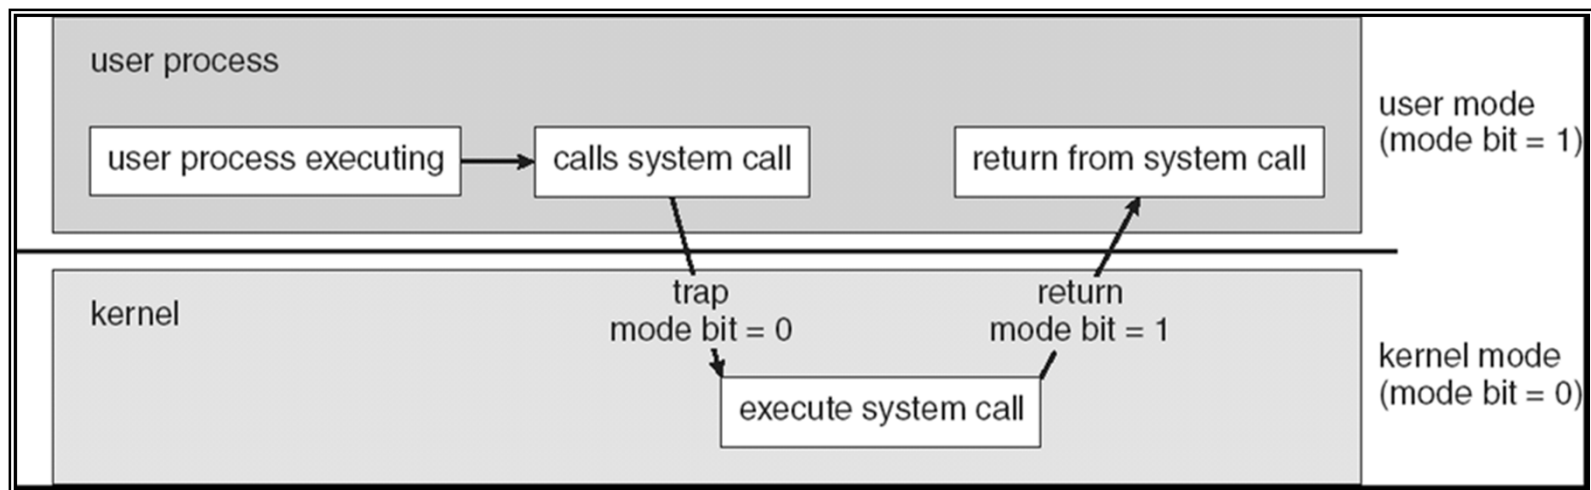 user process
user process executing
calls system call
return from system call
user mode
(mode bit = 1)
kernel
trap
mode bit = 0
return
mode bit = 1
execute system call
kernel mode
(mode bit = 0)